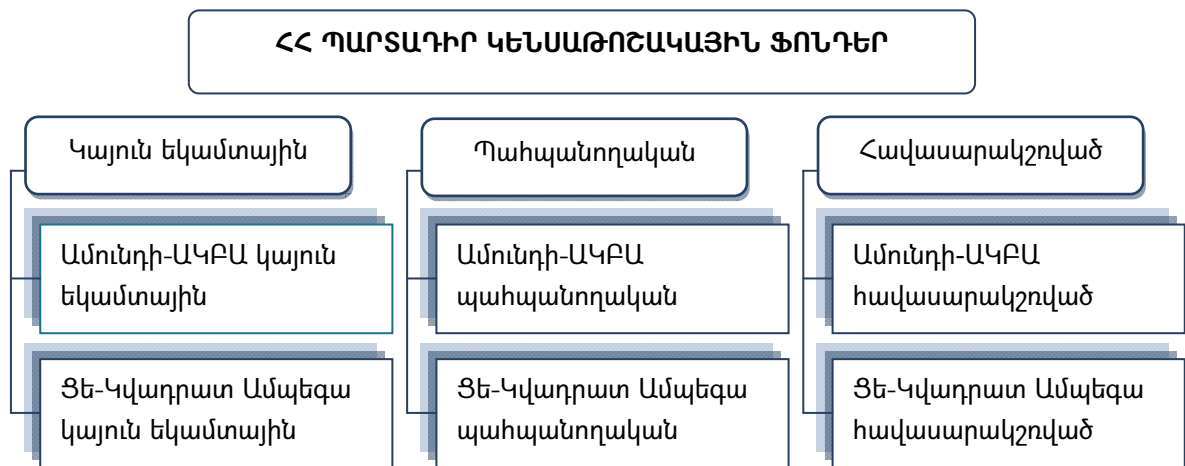 ՀՀ ՊԱՐՏԱԴԻՐ ԿԵՆՍԱԹՈՇԱԿԱՅԻՆ ՖՈՆԴԵՐ
Կայուն եկամտային
Ամունդի-ԱԿԲԱ կայուն
եկամտային
Ցե-Կվադրատ Ամպեգա
կայուն եկամտային
Պահպանողական
Ամունդի-ԱԿԲԱ
պահպանողական
Ցե-Կվադրատ Ամպեգա
պահպանողական
Հավասարակշռված
Ամունդի-ԱԿԲԱ
հավասարակշռված
Ցե-Կվադրատ Ամպեգա
հավասարակշռված